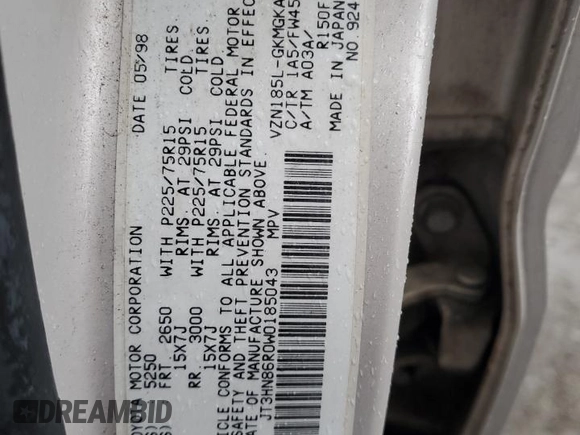 TOYOTA MOTOR CORPORATION DATE 05/98
5250
FRT. 2650 WITH P225/75R15 TIRES
15X7J RIMS. AT 29PSI COLD
RR. 3000 WITH P225/75R15 TIRES
15X7J RIMS. AT 29PSI COLD
CONFORMS TO ALL APPLICABLE FEDERAL MOTOR
SAFETY AND THEFT PREVENTION STANDARDS IN EFFECT
DATE OF MANUFACTURE SHOWN ABOVE
JT3HN86R0W0185043 MPV
VZN185L-GKMGKA
C/TR 1A5/FW45
A/TM A03A/ R150F
MADE IN JAPAN
NO. 924
A AutoBidCar